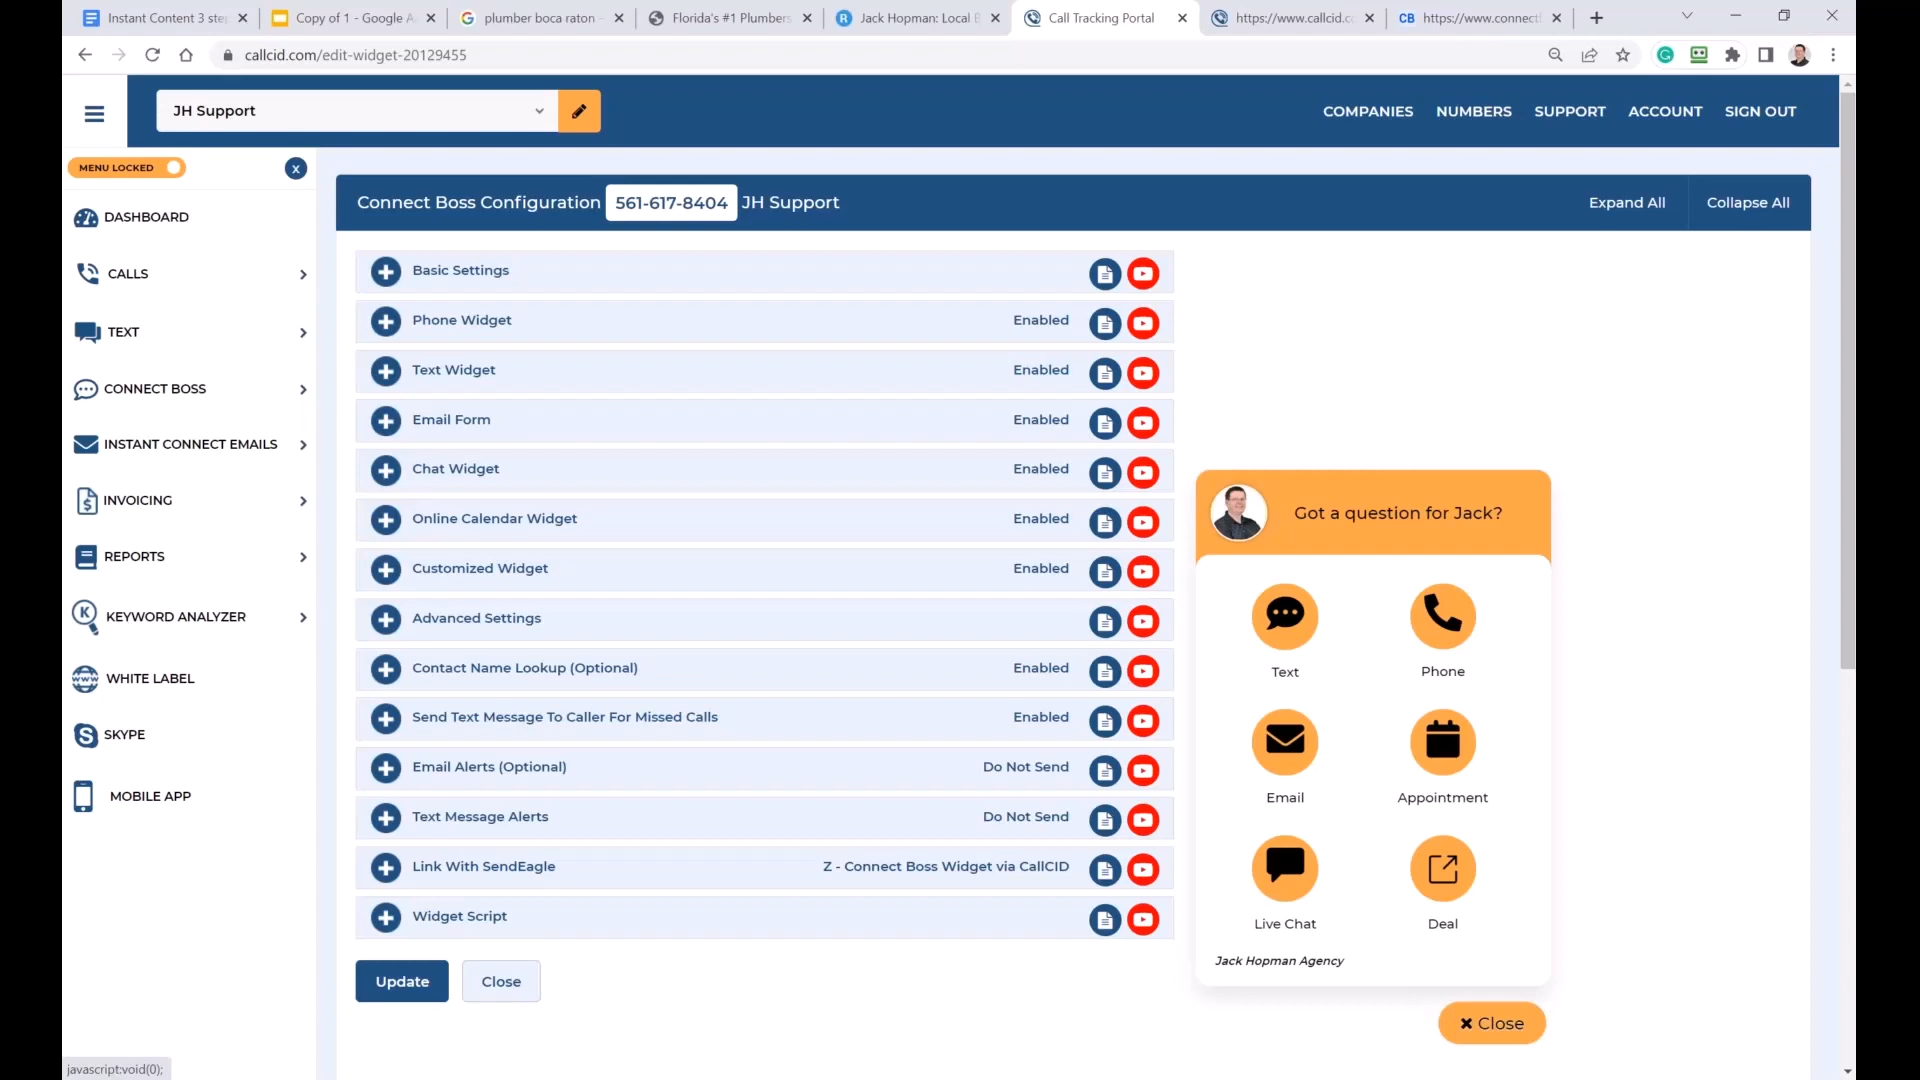 Instant Content 3 ste
Copy of 1 - Google A
plumber boca raton -
Florida's #1 Plumbers
Jack Hopman: Local B
Call Tracking Portal
https://www.callcid.c
CB https://www.connect
callcid.com/edit-widget-20129455
JH Support
COMPANIES NUMBERS SUPPORT ACCOUNT SIGN OUT
MENU LOCKED
x
DASHBOARD
CALLS
TEXT
CONNECT BOSS
INSTANT CONNECT EMAILS
INVOICING
REPORTS
KEYWORD ANALYZER
WHITE LABEL
SKYPE
MOBILE APP
Connect Boss Configuration 561-617-8404 JH Support
Expand All
Collapse All
Basic Settings
Phone Widget Enabled
Text Widget Enabled
Email Form Enabled
Chat Widget Enabled
Online Calendar Widget Enabled
Customized Widget Enabled
Advanced Settings
Contact Name Lookup (Optional) Enabled
Send Text Message To Caller For Missed Calls Enabled
Email Alerts (Optional) Do Not Send
Text Message Alerts Do Not Send
Link With SendEagle Z - Connect Boss Widget via CallCID
Widget Script
Update
Close
Got a question for Jack?
Text
Phone
Email
Appointment
Live Chat
Deal
Jack Hopman Agency
Close
javascript:void(0);